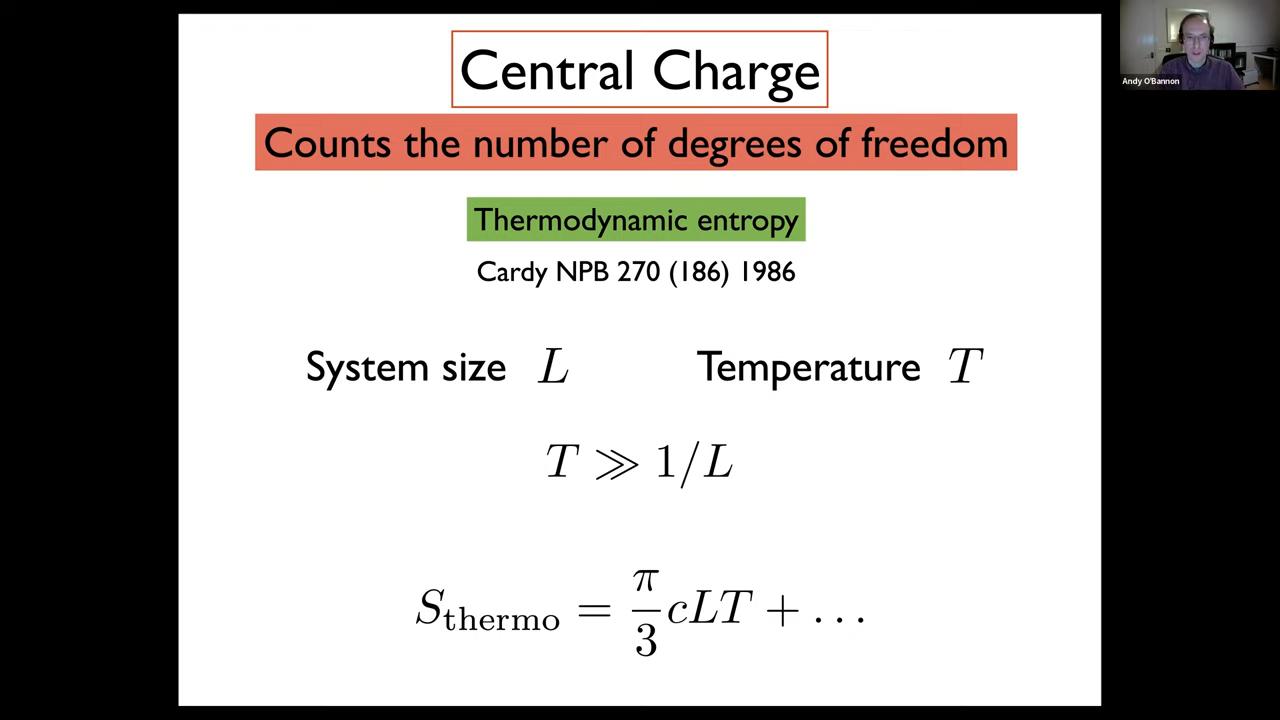 Central Charge
Andy O'Bannon
Counts the number of degrees of freedom
Thermodynamic entropy
Cardy NPB 270 (186) 1986
System size L Temperature T
T ≫ 1/L
S_thermo = π/3 cLT + ...